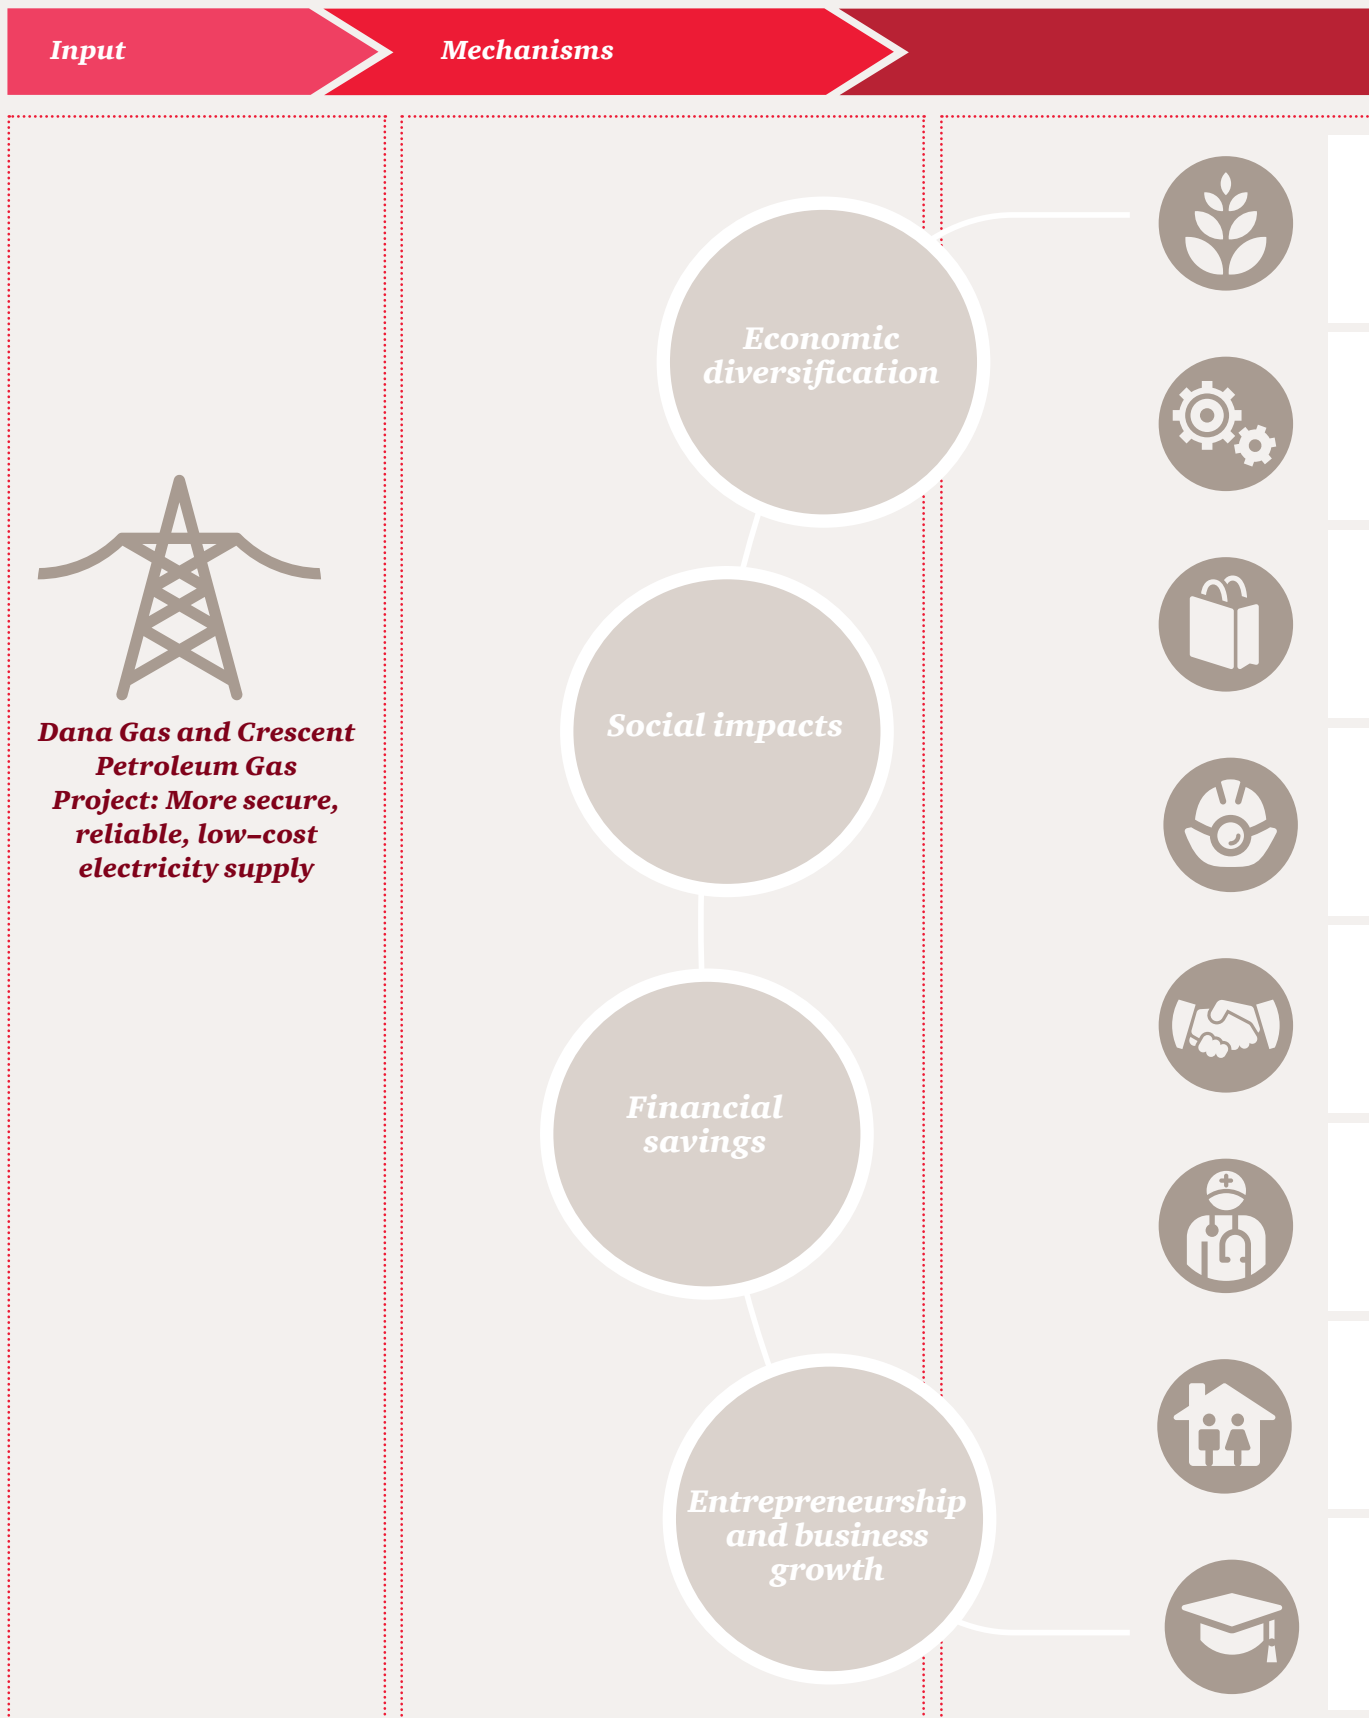 Input
Mechanisms
Economic
diversification
Social impacts
Dana Gas and Crescent
Petroleum Gas
Project: More secure,
reliable, low–cost
electricity supply
Financial
savings
Entrepreneurship
and business
growth